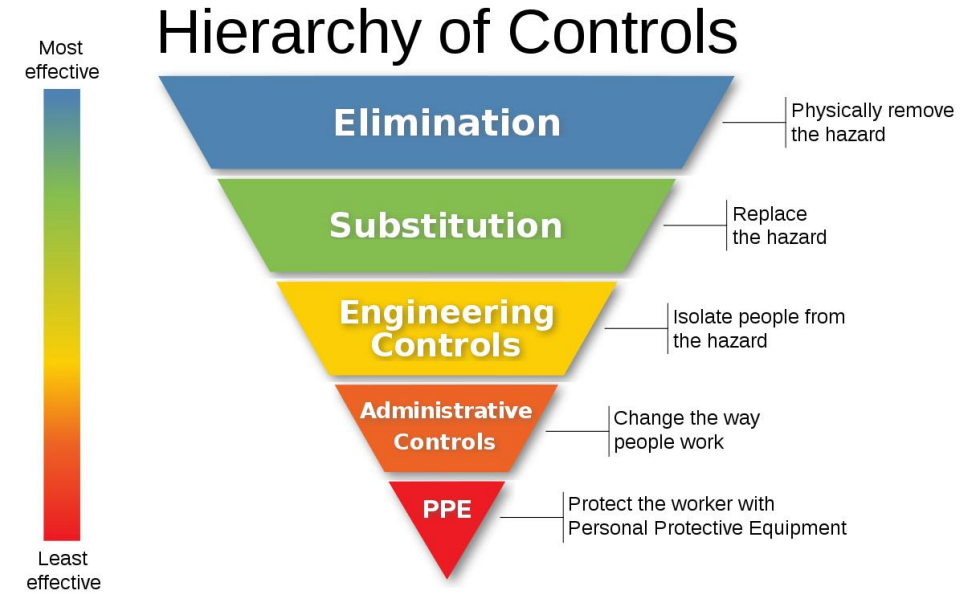 Hierarchy of Controls
Most
effective
Elimination
Physically remove
the hazard
Substitution
Replace
the hazard
Engineering
Controls
Isolate people from
the hazard
Administrative
Controls
Change the way
people work
PPE
Protect the worker with
Personal Protective Equipment
Least
effective